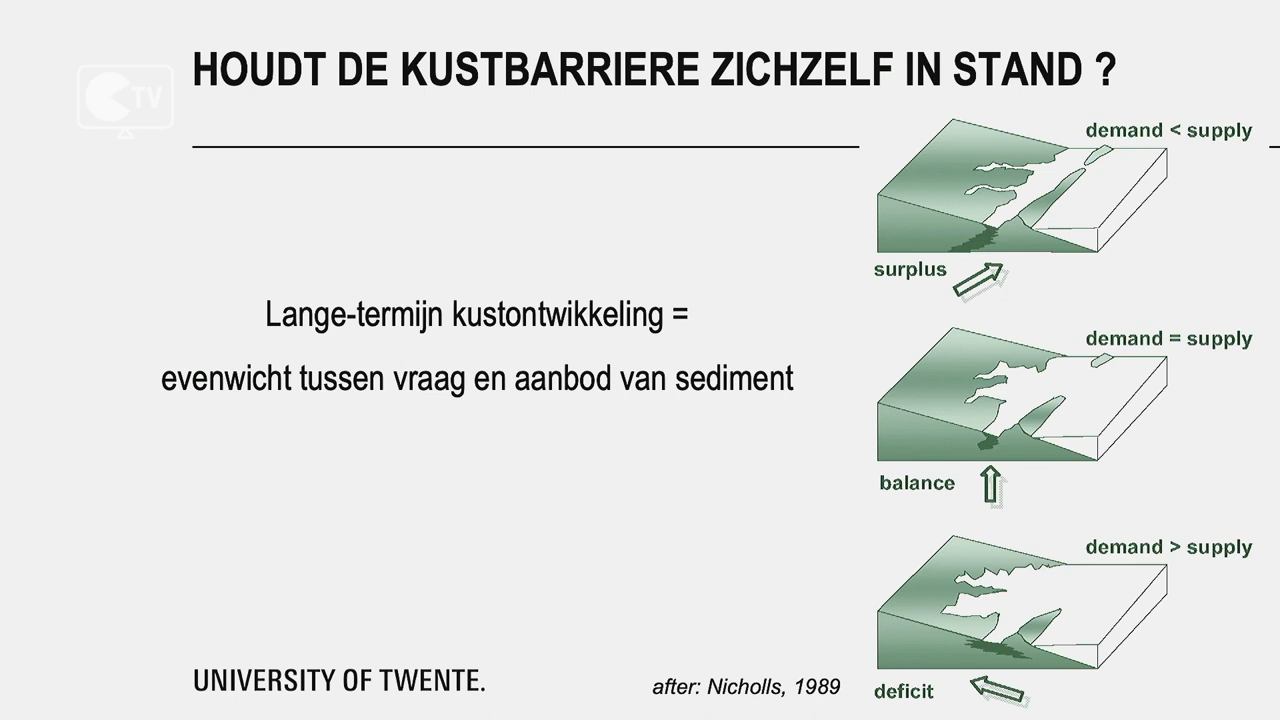 HOUDT DE KUSTBARRIERE ZICHZELF IN STAND ?
TV
demand < supply
surplus
Lange-termijn kustontwikkeling =
evenwicht tussen vraag en aanbod van sediment
demand = supply
balance
demand > supply
deficit
UNIVERSITY OF TWENTE.
after: Nicholls, 1989